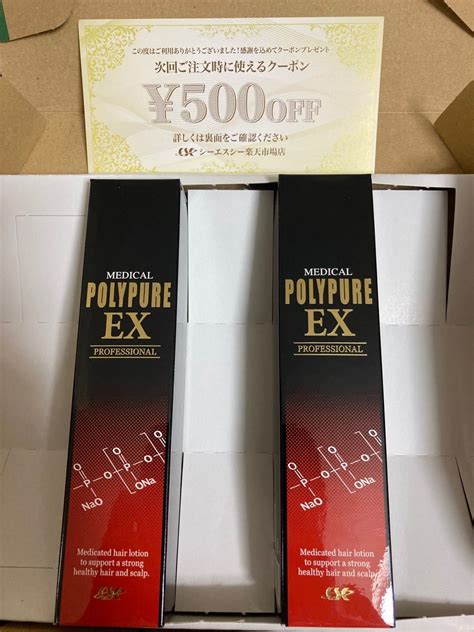 この度はご利用ありがとうございました!感謝を込めてクーポンプレゼント
次回ご注文時に使えるクーポン
¥500OFF
詳しくは裏面をご確認ください
CSC シーエスシー楽天市場店
MEDICAL
POLYPURE
EX
PROFESSIONAL
O O O
P O P O P
NaO ONa ONa
Medicated hair lotion
to support a strong
healthy hair and scalp.
CSC
MEDICAL
POLYPURE
EX
PROFESSIONAL
O O O
P O P O P
NaO ONa ONa
Medicated hair lotion
to support a strong
healthy hair and scalp.
CSC